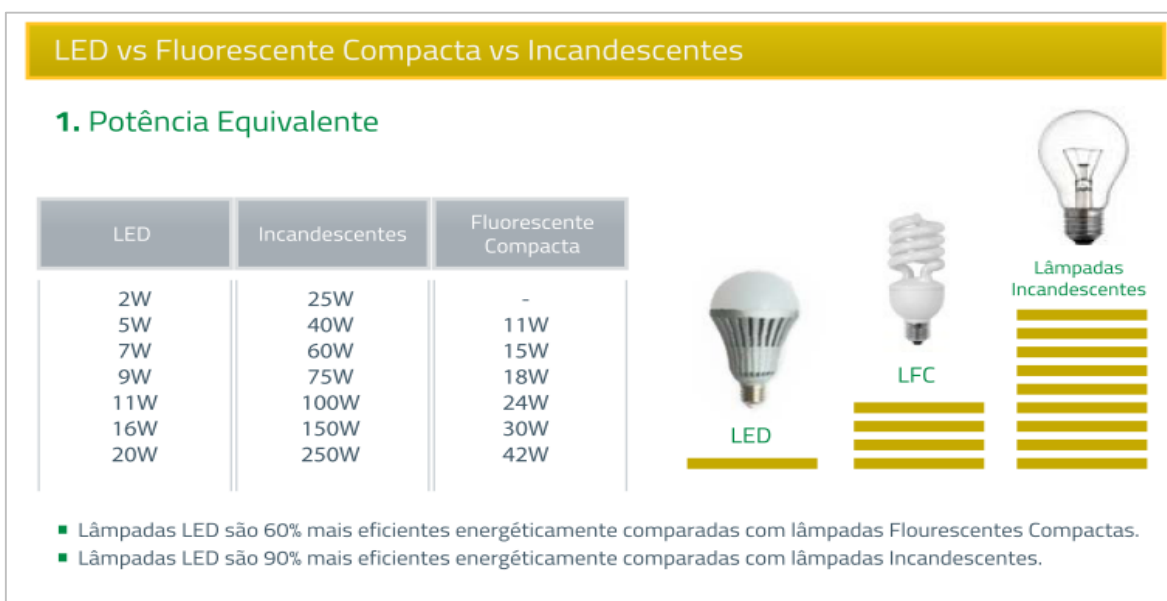 LED vs Fluorescente Compacta vs Incandescentes
1. Potência Equivalente
LED Incandescentes Fluorescente
Compacta
2W 25W -
5W 40W 11W
7W 60W 15W
9W 75W 18W
11W 100W 24W
16W 150W 30W
20W 250W 42W
LED
LFC
Lâmpadas
Incandescentes
▪ Lâmpadas LED são 60% mais eficientes energéticamente comparadas com lâmpadas Flourescentes Compactas.
▪ Lâmpadas LED são 90% mais eficientes energéticamente comparadas com lâmpadas Incandescentes.